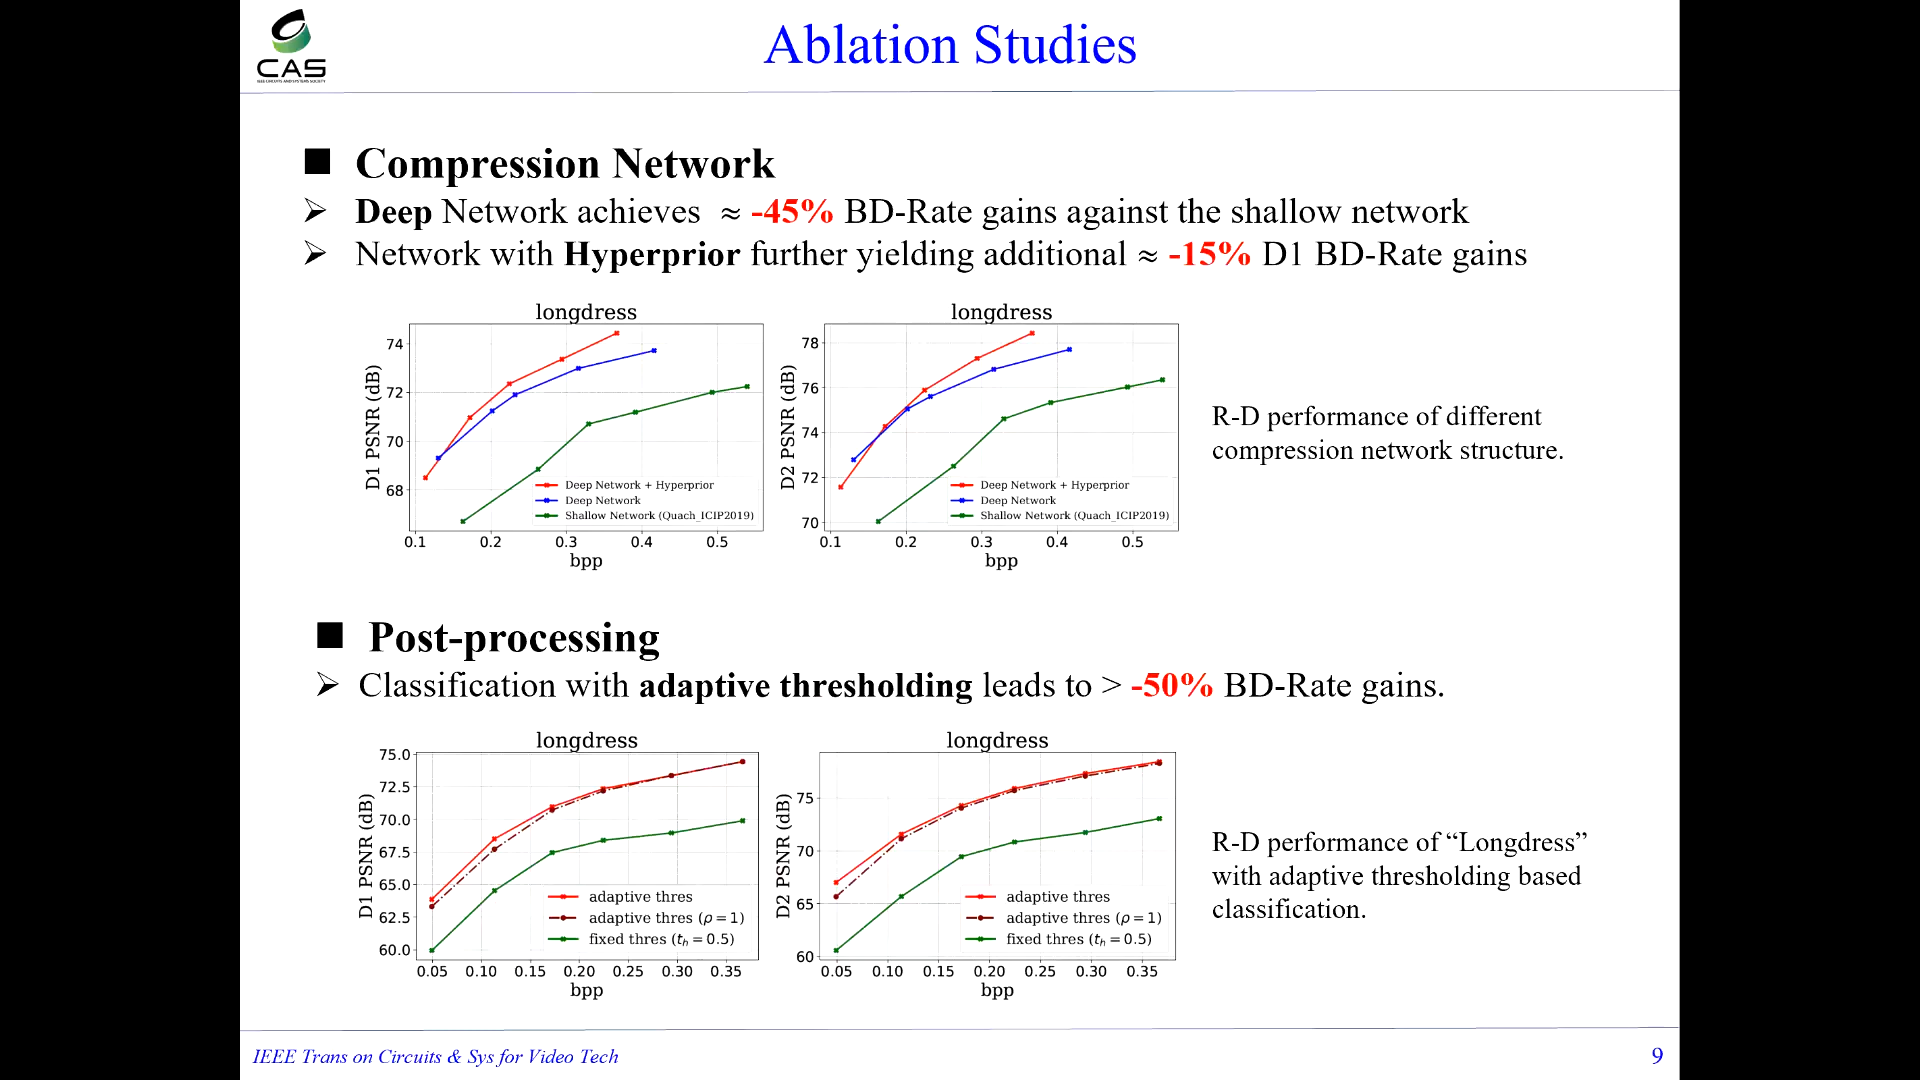 CAS
IEEE CIRCUITS AND SYSTEMS SOCIETY
Ablation Studies
■ Compression Network
➢ Deep Network achieves ≈ -45% BD-Rate gains against the shallow network
➢ Network with Hyperprior further yielding additional ≈ -15% D1 BD-Rate gains
longdress
D1 PSNR (dB)
74
72
70
68
0.1 0.2 0.3 0.4 0.5
bpp
Deep Network + Hyperprior
Deep Network
Shallow Network (Quach_ICIP2019)
longdress
D2 PSNR (dB)
78
76
74
72
70
0.1 0.2 0.3 0.4 0.5
bpp
Deep Network + Hyperprior
Deep Network
Shallow Network (Quach_ICIP2019)
R-D performance of different
compression network structure.
■ Post-processing
➢ Classification with adaptive thresholding leads to > -50% BD-Rate gains.
longdress
D1 PSNR (dB)
75.0
72.5
70.0
67.5
65.0
62.5
60.0
0.05 0.10 0.15 0.20 0.25 0.30 0.35
bpp
adaptive thres
adaptive thres (ρ = 1)
fixed thres (tₕ = 0.5)
longdress
D2 PSNR (dB)
75
70
65
60
0.05 0.10 0.15 0.20 0.25 0.30 0.35
bpp
adaptive thres
adaptive thres (ρ = 1)
fixed thres (tₕ = 0.5)
R-D performance of “Longdress”
with adaptive thresholding based
classification.
IEEE Trans on Circuits & Sys for Video Tech
9